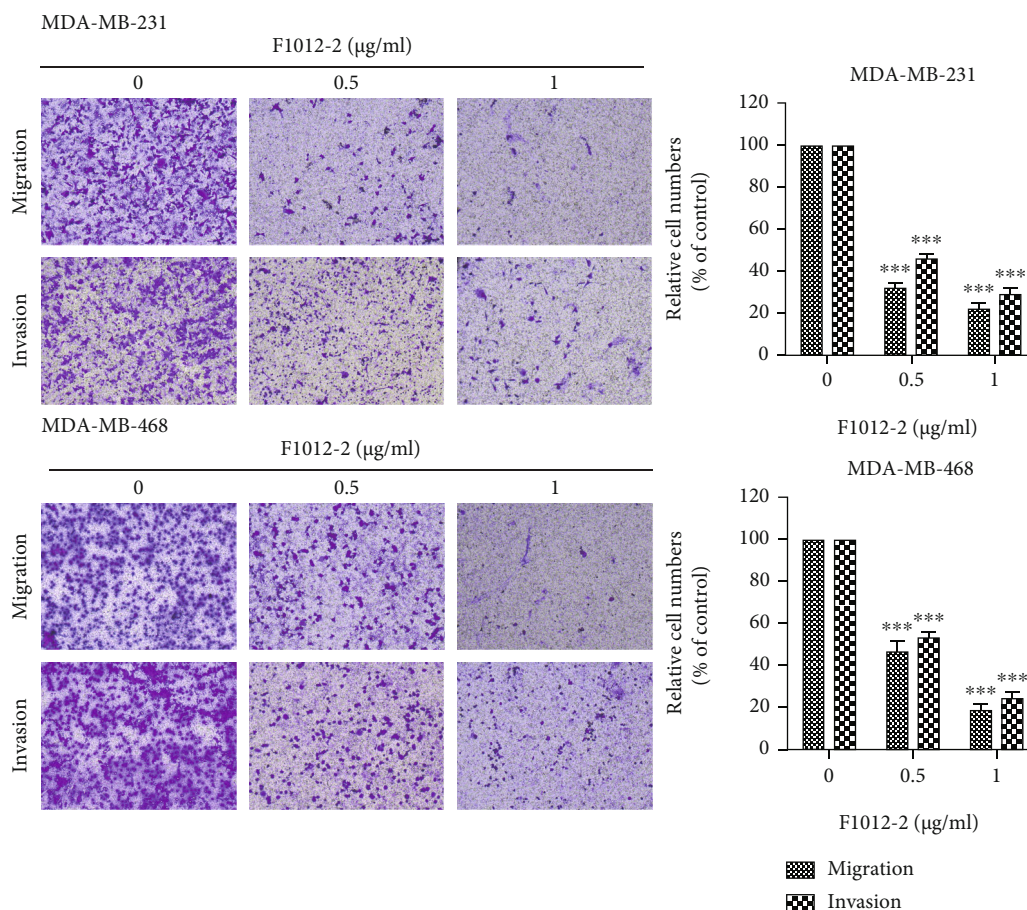 MDA-MB-231
F1012-2 (µg/ml)
0 0.5 1
Migration
Invasion
MDA-MB-231
Relative cell numbers
(% of control)
120
100
80
60
40
20
0
*** *** *** ***
0 0.5 1
F1012-2 (µg/ml)
MDA-MB-468
F1012-2 (µg/ml)
0 0.5 1
Migration
Invasion
MDA-MB-468
Relative cell numbers
(% of control)
120
100
80
60
40
20
0
*** *** *** ***
0 0.5 1
F1012-2 (µg/ml)
Migration
Invasion